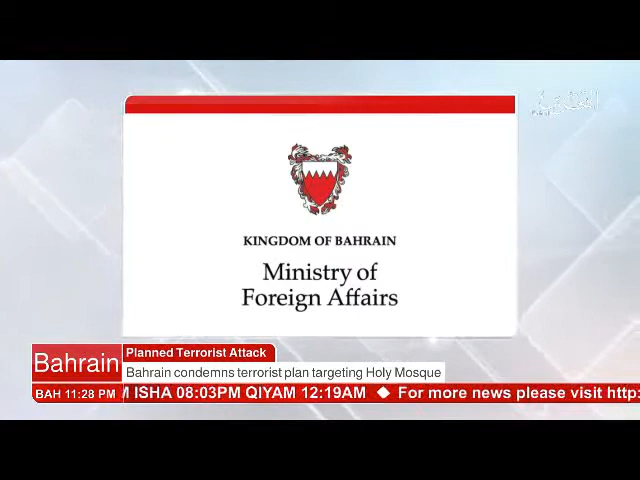 KINGDOM OF BAHRAIN
Ministry of
Foreign Affairs
Bahrain
Planned Terrorist Attack
Bahrain condemns terrorist plan targeting Holy Mosque
BAH 11:28 PM
ISHA 08:03PM QIYAM 12:19AM ◆ For more news please visit http: